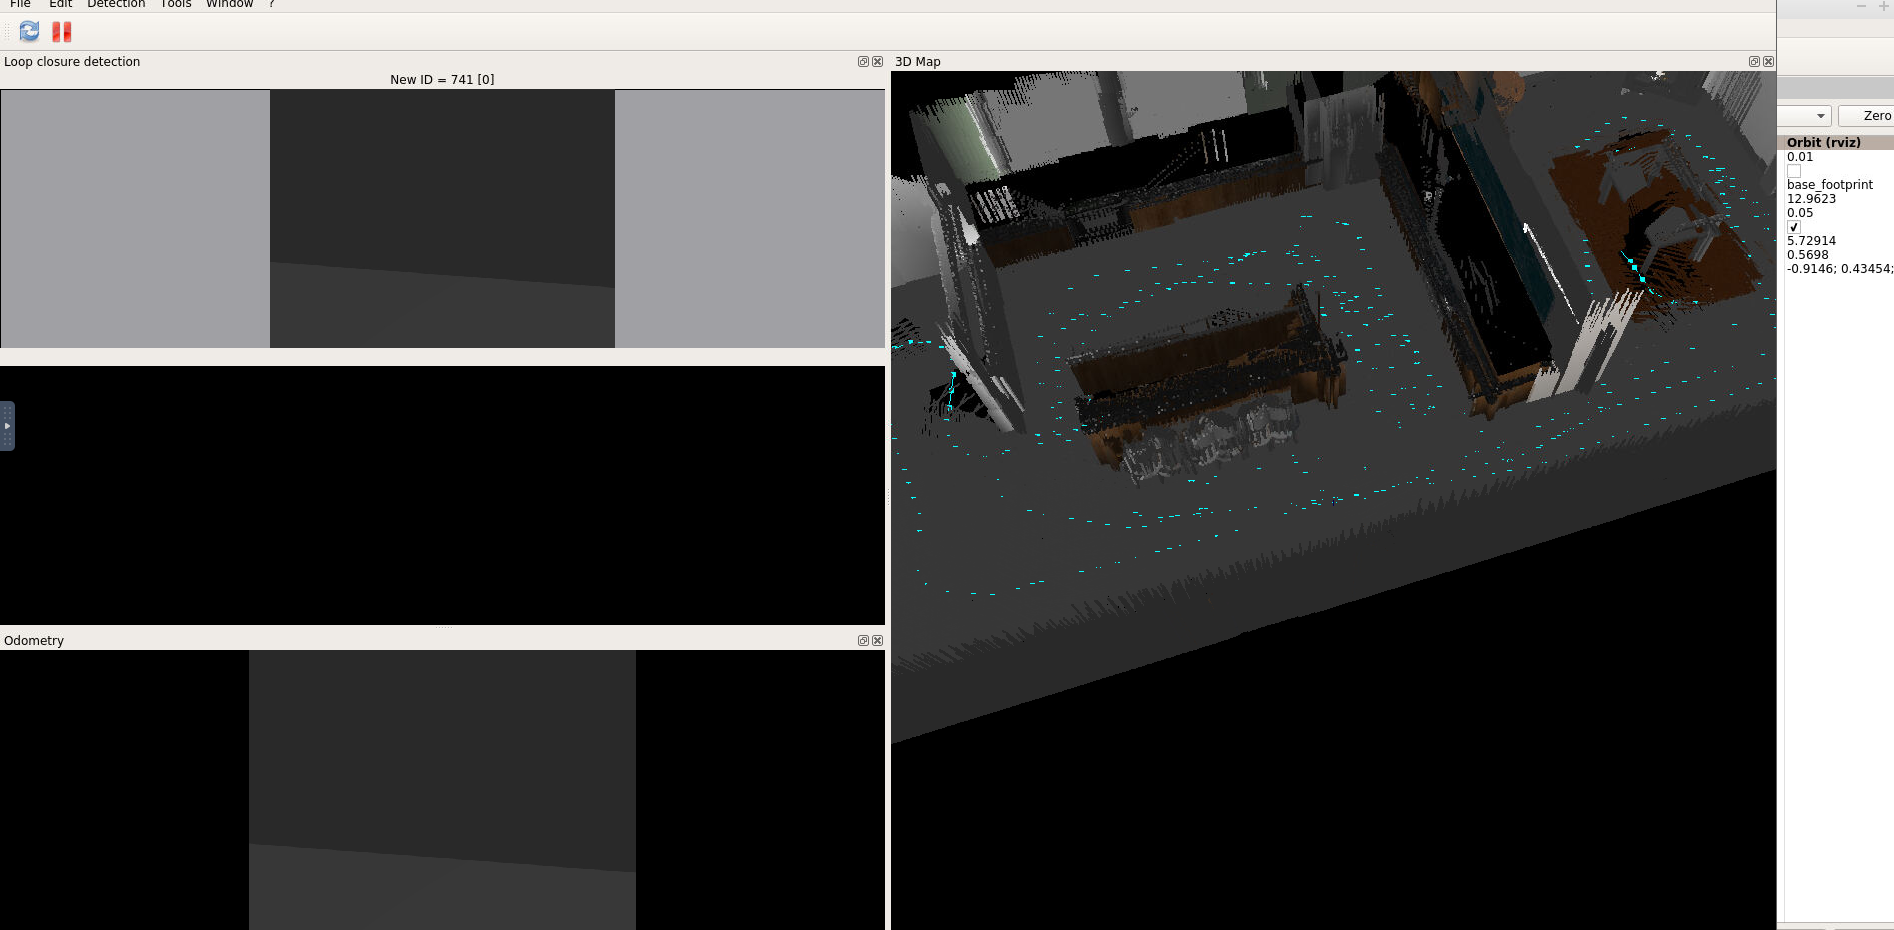 File Edit Detection Tools Window ?
Loop closure detection
New ID = 741 [0]
Odometry
3D Map
Zero
Orbit (rviz)
0.01
base_footprint
12.9623
0.05
5.72914
0.5698
-0.9146; 0.43454;